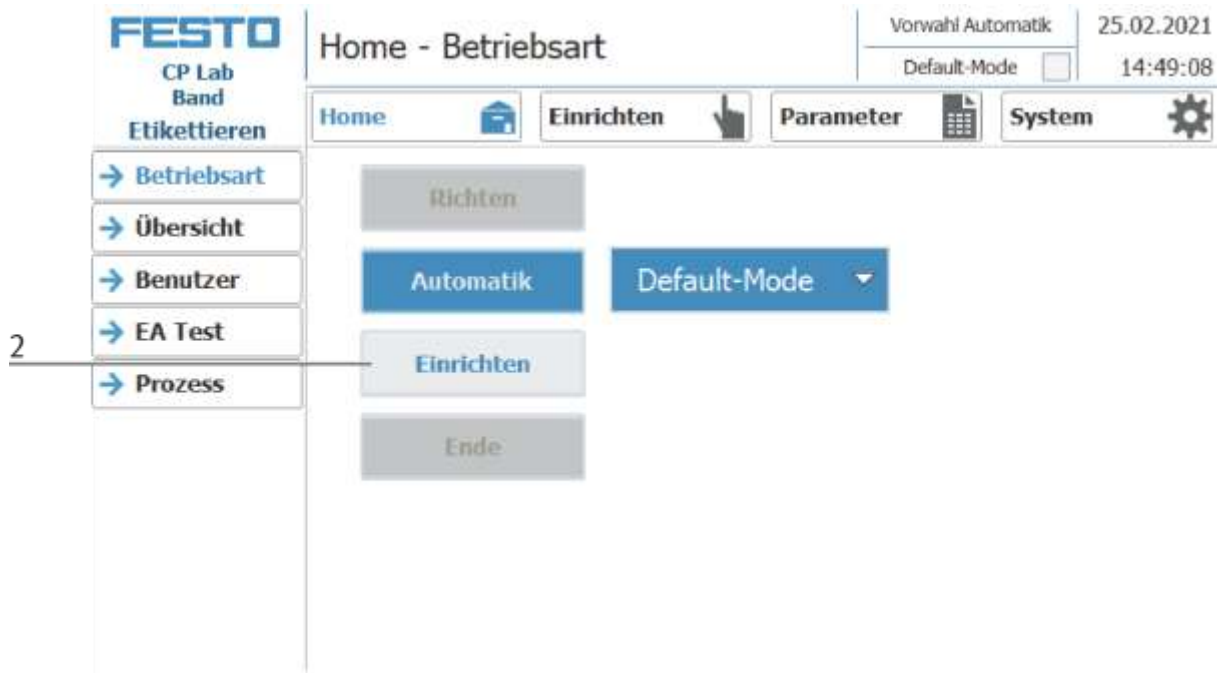 FESTO
CP Lab
Band
Etikettieren
Home - Betriebsart
Vorwahl Automatik
Default-Mode
25.02.2021
14:49:08
Home
Einrichten
Parameter
System
Betriebsart
Übersicht
Benutzer
EA Test
Prozess
Richten
Automatik
Default-Mode
Einrichten
Ende
2